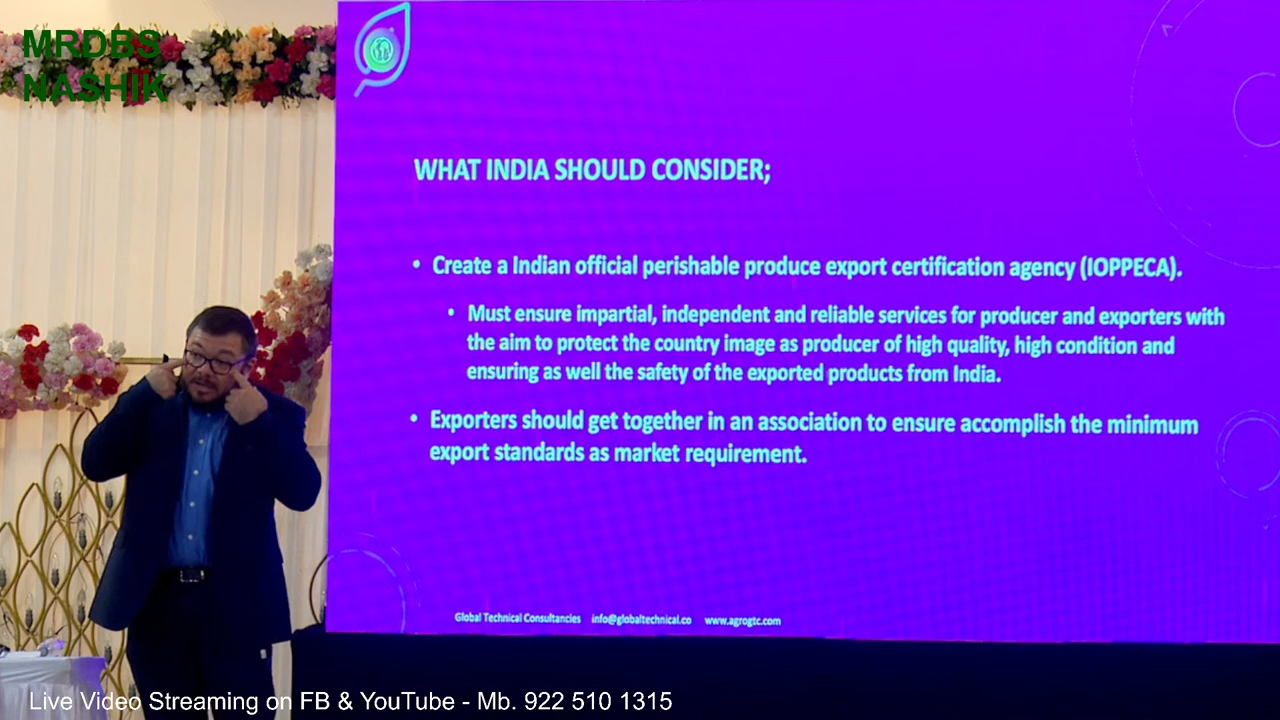 MRDBS
NASHIK
WHAT INDIA SHOULD CONSIDER;
• Create a Indian official perishable produce export certification agency (IOPPECA).
• Must ensure impartial, independent and reliable services for producer and exporters with
the aim to protect the country image as producer of high quality, high condition and
ensuring as well the safety of the exported products from India.
• Exporters should get together in an association to ensure accomplish the minimum
export standards as market requirement.
Global Technical Consultancies info@globaltechnical.co www.agrogtc.com
Live Video Streaming on FB & YouTube - Mb. 922 510 1315